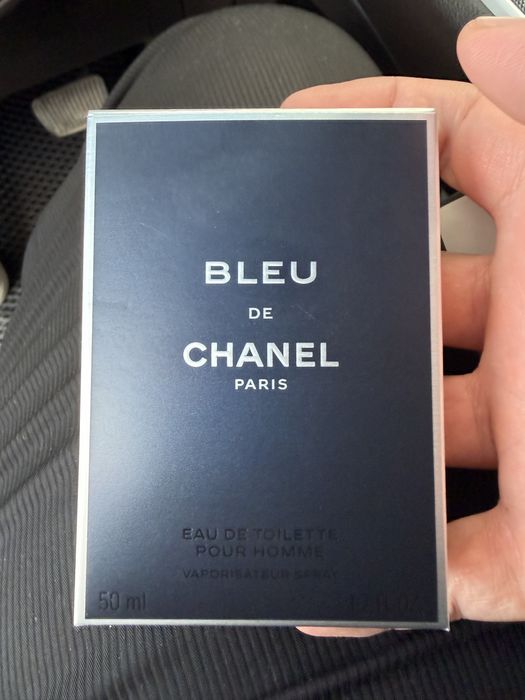 BLEU
DE
CHANEL
PARIS
EAU DE TOILETTE
POUR HOMME
VAPORISATEUR SPRAY
50 ml